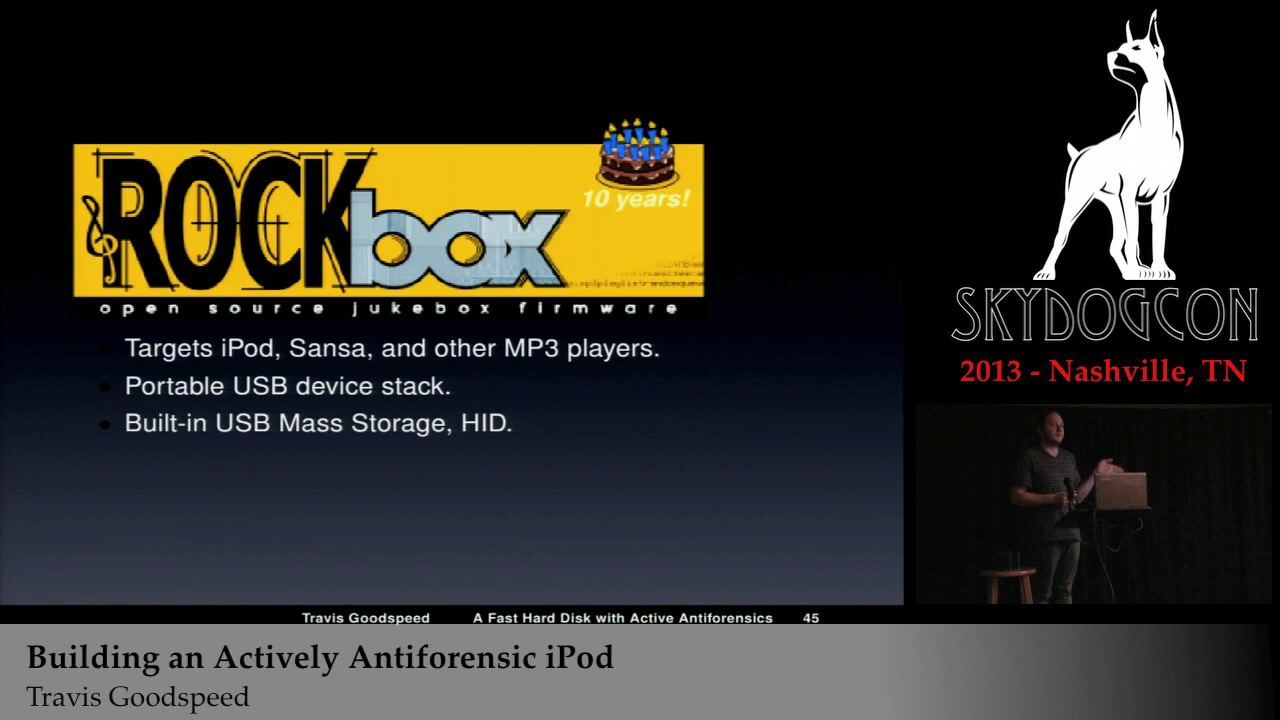 ROCKbox
10 years!
open source jukebox firmware
Targets iPod, Sansa, and other MP3 players.
Portable USB device stack.
Built-in USB Mass Storage, HID.
Travis Goodspeed A Fast Hard Disk with Active Antiforensics 45
SKYDOGCON
2013 - Nashville, TN
Building an Actively Antiforensic iPod
Travis Goodspeed